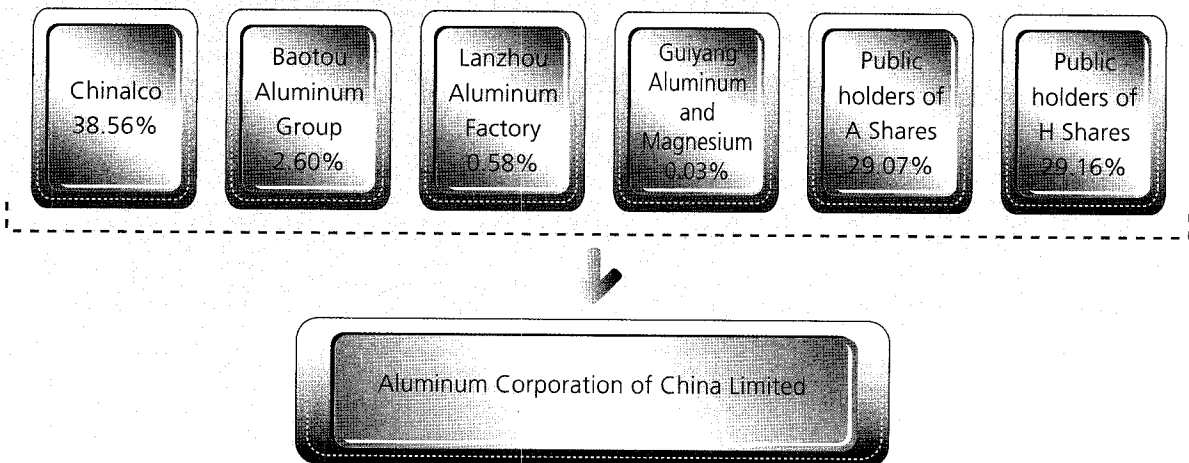 Chinalco
38.56%
Baotou
Aluminum
Group
2.60%
Lanzhou
Aluminum
Factory
0.58%
Guiyang
Aluminum
and
Magnesium
0.03%
Public
holders of
A Shares
29.07%
Public
holders of
H Shares
29.16%
Aluminum Corporation of China Limited